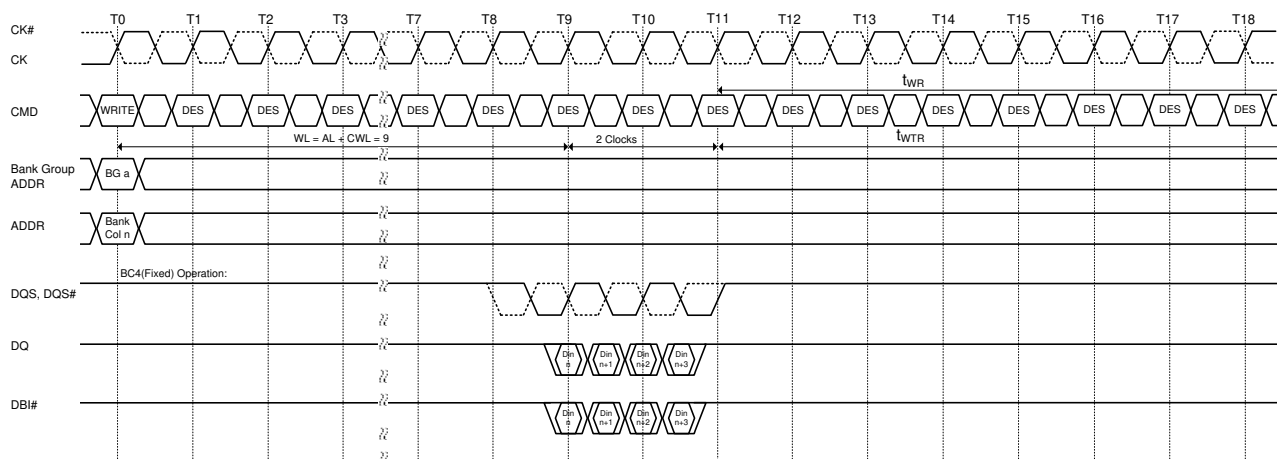 T0 T1 T2 T3 T7 T8 T9 T10 T11 T12 T13 T14 T15 T16 T17 T18
CK#
CK
tWR
CMD WRITE DES DES DES DES DES DES DES DES DES DES DES DES DES DES DES
WL = AL + CWL = 9 2 Clocks tWTR
Bank Group
ADDR
BG a
ADDR
Bank
Col n
BC4(Fixed) Operation:
DQS, DQS#
DQ
Din Din Din Din
n n+1 n+2 n+3
DBI#
Din Din Din Din
n n+1 n+2 n+3